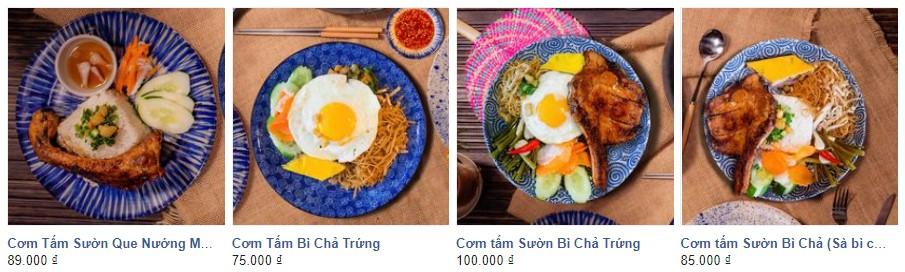 Cơm Tấm Sườn Que Nướng M...
89.000 ₫
Cơm Tấm Bì Chả Trứng
75.000 ₫
Cơm tấm Sườn Bì Chả Trứng
100.000 ₫
Cơm tấm Sườn Bì Chả (Sà bì c...
85.000 ₫